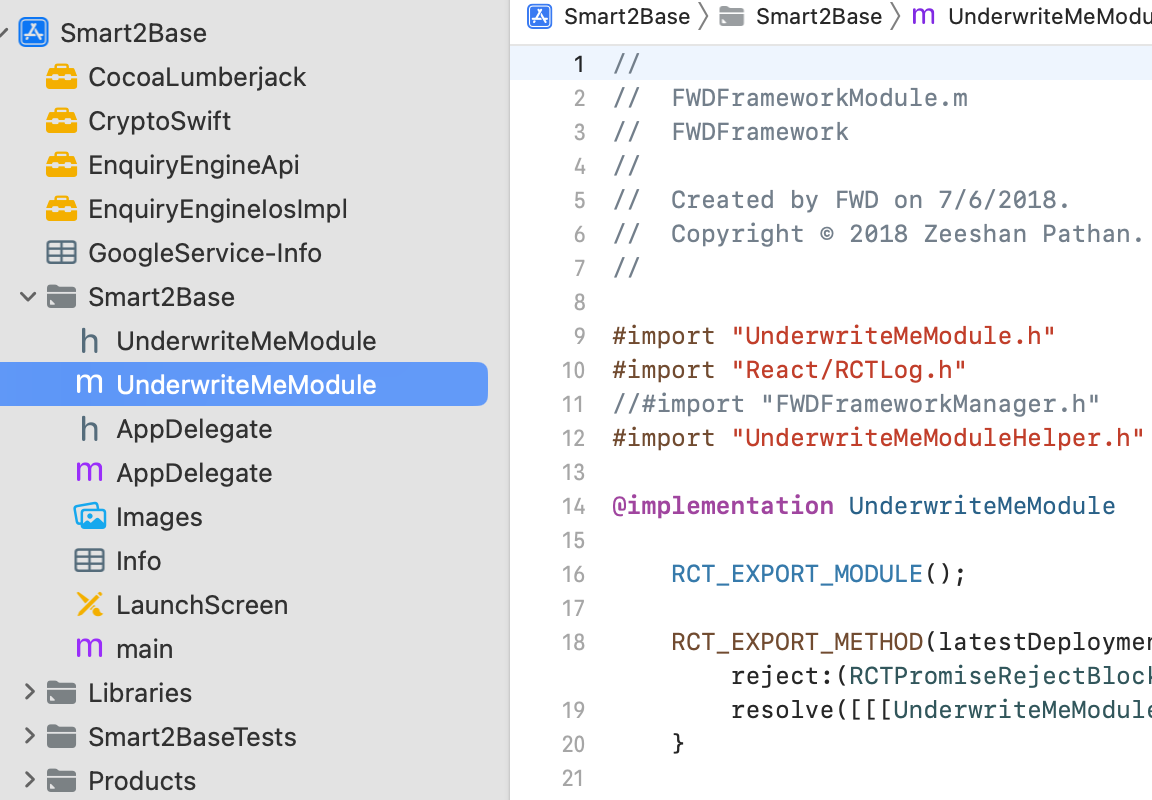 Smart2Base
CocoaLumberjack
CryptoSwift
EnquiryEngineApi
EnquiryEngineIosImpl
GoogleService-Info
Smart2Base
h UnderwriteMeModule
m UnderwriteMeModule
h AppDelegate
m AppDelegate
Images
Info
LaunchScreen
m main
Libraries
Smart2BaseTests
Products
Smart2Base 〉 Smart2Base 〉 m UnderwriteMeModu
1 //
2 //  FWDFrameworkModule.m
3 //  FWDFramework
4 //
5 //  Created by FWD on 7/6/2018.
6 //  Copyright © 2018 Zeeshan Pathan.
7 //
8
9 #import "UnderwriteMeModule.h"
10 #import "React/RCTLog.h"
11 //#import "FWDFrameworkManager.h"
12 #import "UnderwriteMeModuleHelper.h"
13
14 @implementation UnderwriteMeModule
15
16 RCT_EXPORT_MODULE();
17
18 RCT_EXPORT_METHOD(latestDeploymen
reject:(RCTPromiseRejectBlock
19 resolve([[[UnderwriteMeModule
20 }
21